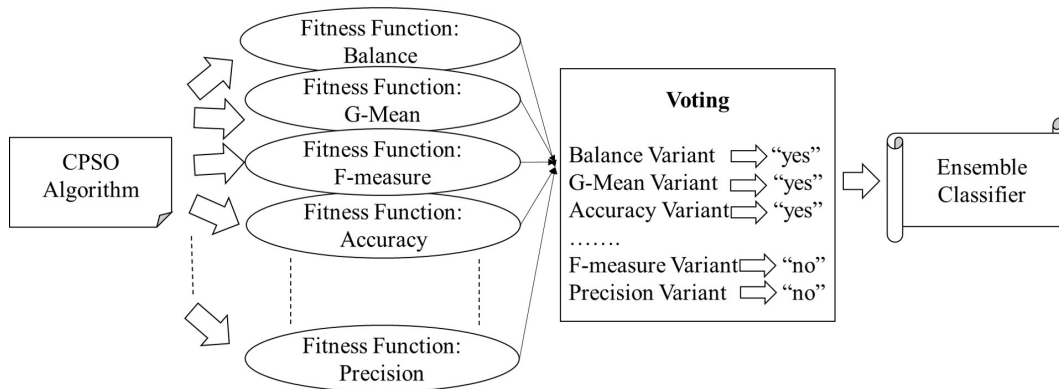 CPSO
Algorithm
Fitness Function:
Balance
Fitness Function:
G-Mean
Fitness Function:
F-measure
Fitness Function:
Accuracy
Fitness Function:
Precision
Voting
Balance Variant “yes”
G-Mean Variant “yes”
Accuracy Variant “yes”
…….
F-measure Variant “no”
Precision Variant “no”
Ensemble
Classifier